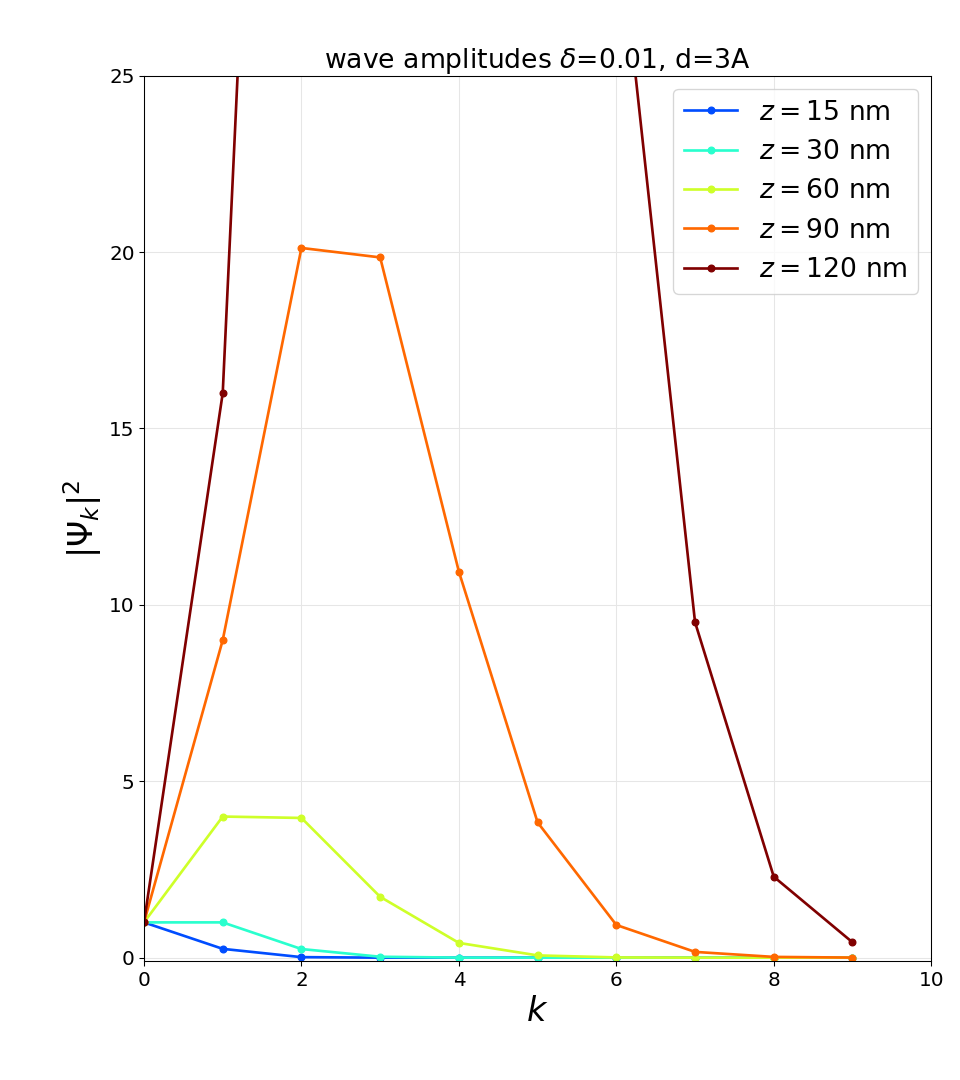 wave amplitudes δ=0.01, d=3A
25
20
15
10
5
0
|Ψk|²
z = 15 nm
z = 30 nm
z = 60 nm
z = 90 nm
z = 120 nm
0 2 4 6 8 10
k